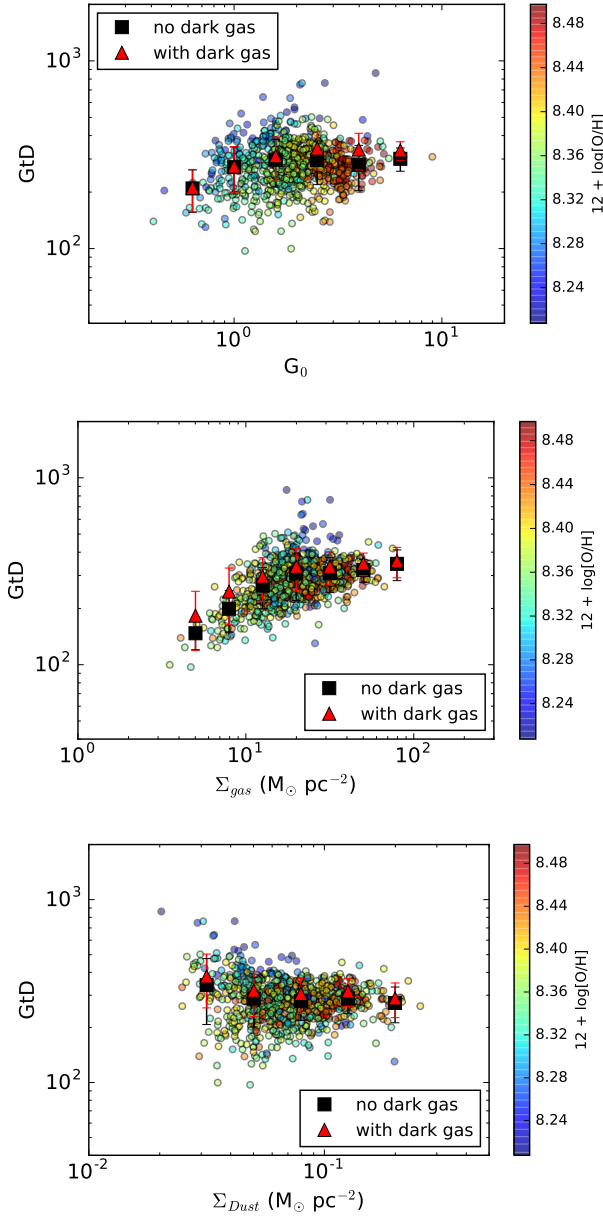 no dark gas
with dark gas
10³
10²
GtD
10⁰
10¹
G₀
8.48
8.44
8.40
8.36
8.32
8.28
8.24
12 + log[O/H]
10³
10²
GtD
no dark gas
with dark gas
10⁰
10¹
10²
Σgas (M⊙ pc⁻²)
8.48
8.44
8.40
8.36
8.32
8.28
8.24
12 + log[O/H]
10³
10²
GtD
no dark gas
with dark gas
10⁻²
10⁻¹
ΣDust (M⊙ pc⁻²)
8.48
8.44
8.40
8.36
8.32
8.28
8.24
12 + log[O/H]